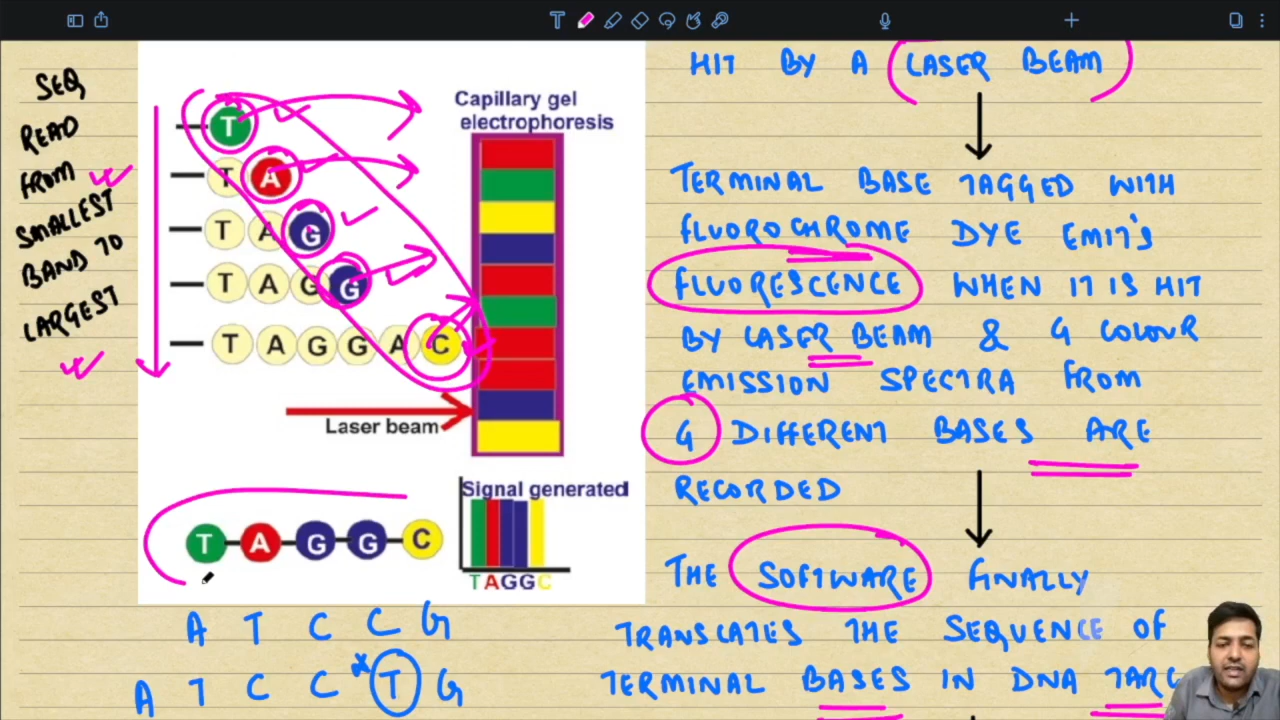 SEQ
READ
FROM
SMALLEST
BAND TO
LARGEST
T
T A
T A G
T A G G
T A G G A C
Capillary gel
electrophoresis
Laser beam
Signal generated
T A G G C
TAGGC
A T C C G
A T C C * T G
HIT BY A LASER BEAM
TERMINAL BASE TAGGED WITH
FLUOROCHROME DYE EMITS
FLUORESCENCE WHEN IT IS HIT
BY LASER BEAM & 4 COLOUR
EMISSION SPECTRA FROM
4 DIFFERENT BASES ARE
RECORDED
THE SOFTWARE FINALLY
TRANSLATES THE SEQUENCE OF
TERMINAL BASES IN DNA